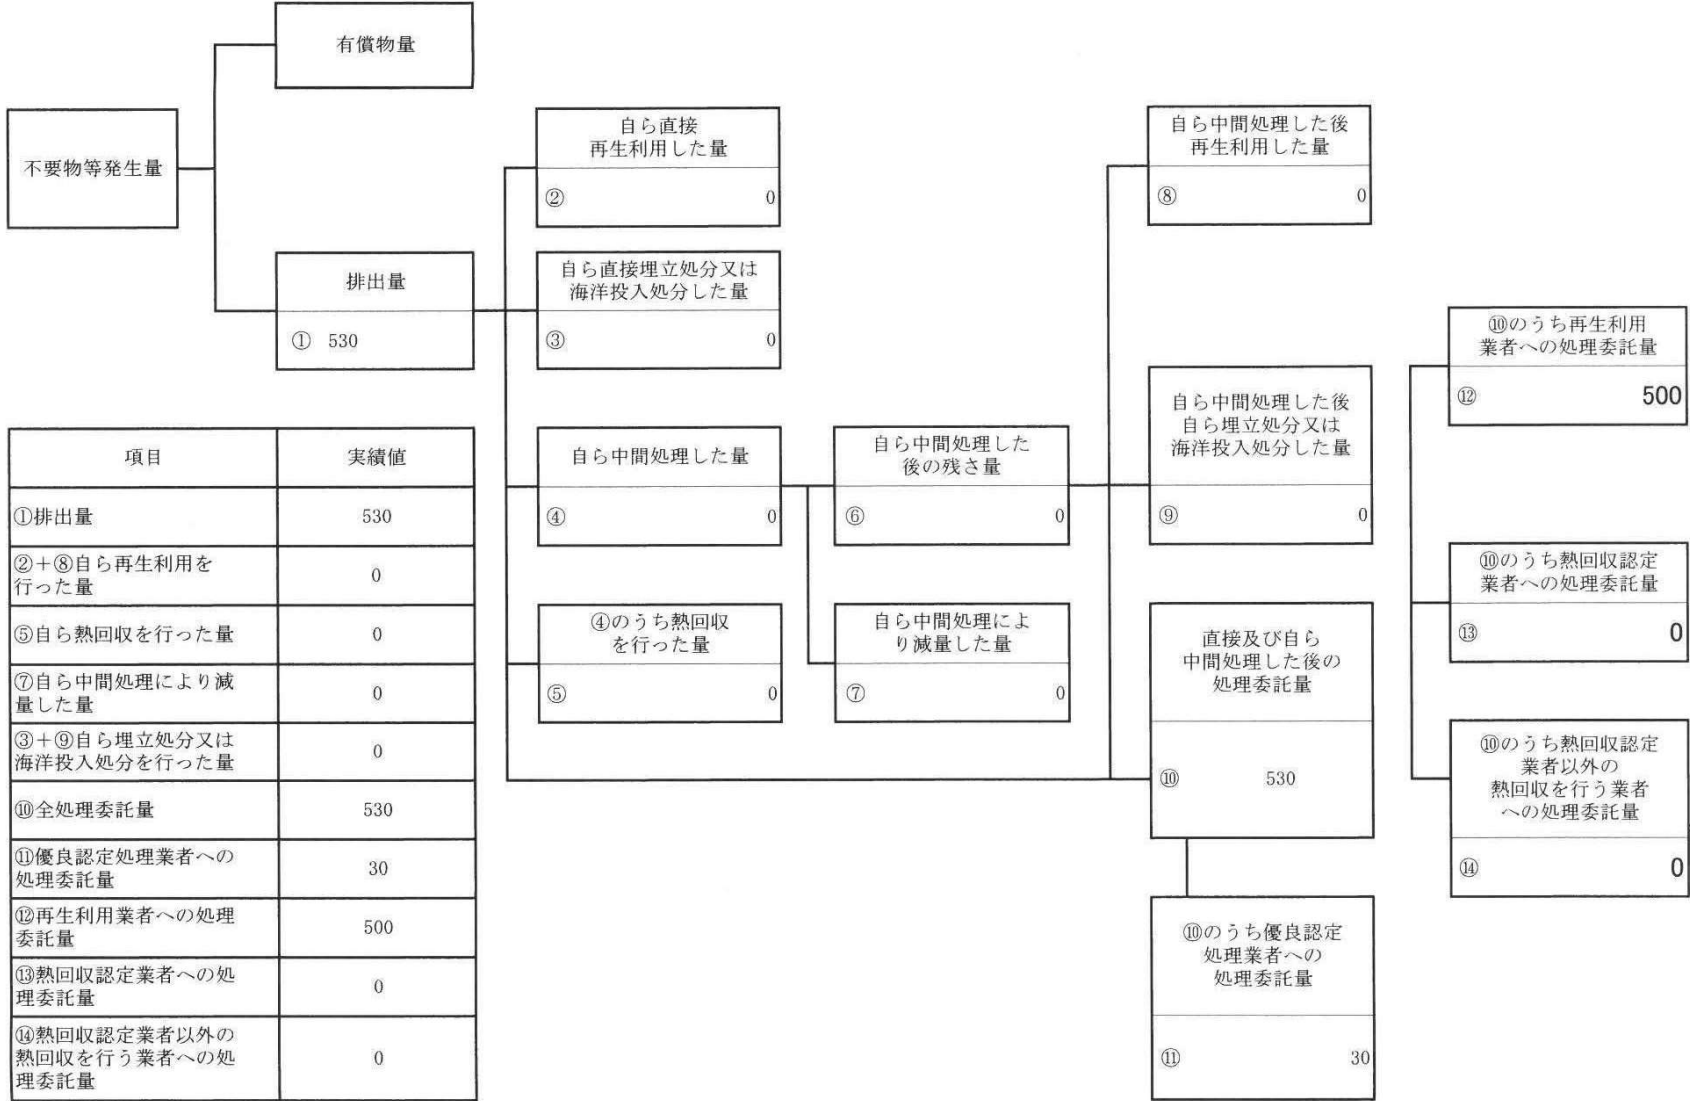 有償物量
不要物等発生量
排出量
① 530
自ら直接
再生利用した量
② 0
自ら直接埋立処分又は
海洋投入処分した量
③ 0
自ら中間処理した量
④ 0
④のうち熱回収
を行った量
⑤ 0
自ら中間処理した
後の残さ量
⑥ 0
自ら中間処理によ
り減量した量
⑦ 0
自ら中間処理した後
再生利用した量
⑧ 0
自ら中間処理した後
自ら埋立処分又は
海洋投入処分した量
⑨ 0
直接及び自ら
中間処理した後の
処理委託量
⑩ 530
⑩のうち優良認定
処理業者への
処理委託量
⑪ 30
⑩のうち再生利用
業者への処理委託量
⑫ 500
⑩のうち熱回収認定
業者への処理委託量
⑬ 0
⑩のうち熱回収認定
業者以外の
熱回収を行う業者
への処理委託量
⑭ 0
項目 実績値
①排出量 530
②+⑧自ら再生利用を
行った量 0
⑤自ら熱回収を行った量 0
⑦自ら中間処理により減
量した量 0
③+⑨自ら埋立処分又は
海洋投入処分を行った量 0
⑩全処理委託量 530
⑪優良認定処理業者への
処理委託量 30
⑫再生利用業者への処理
委託量 500
⑬熱回収認定業者への処
理委託量 0
⑭熱回収認定業者以外の
熱回収を行う業者への処
理委託量 0